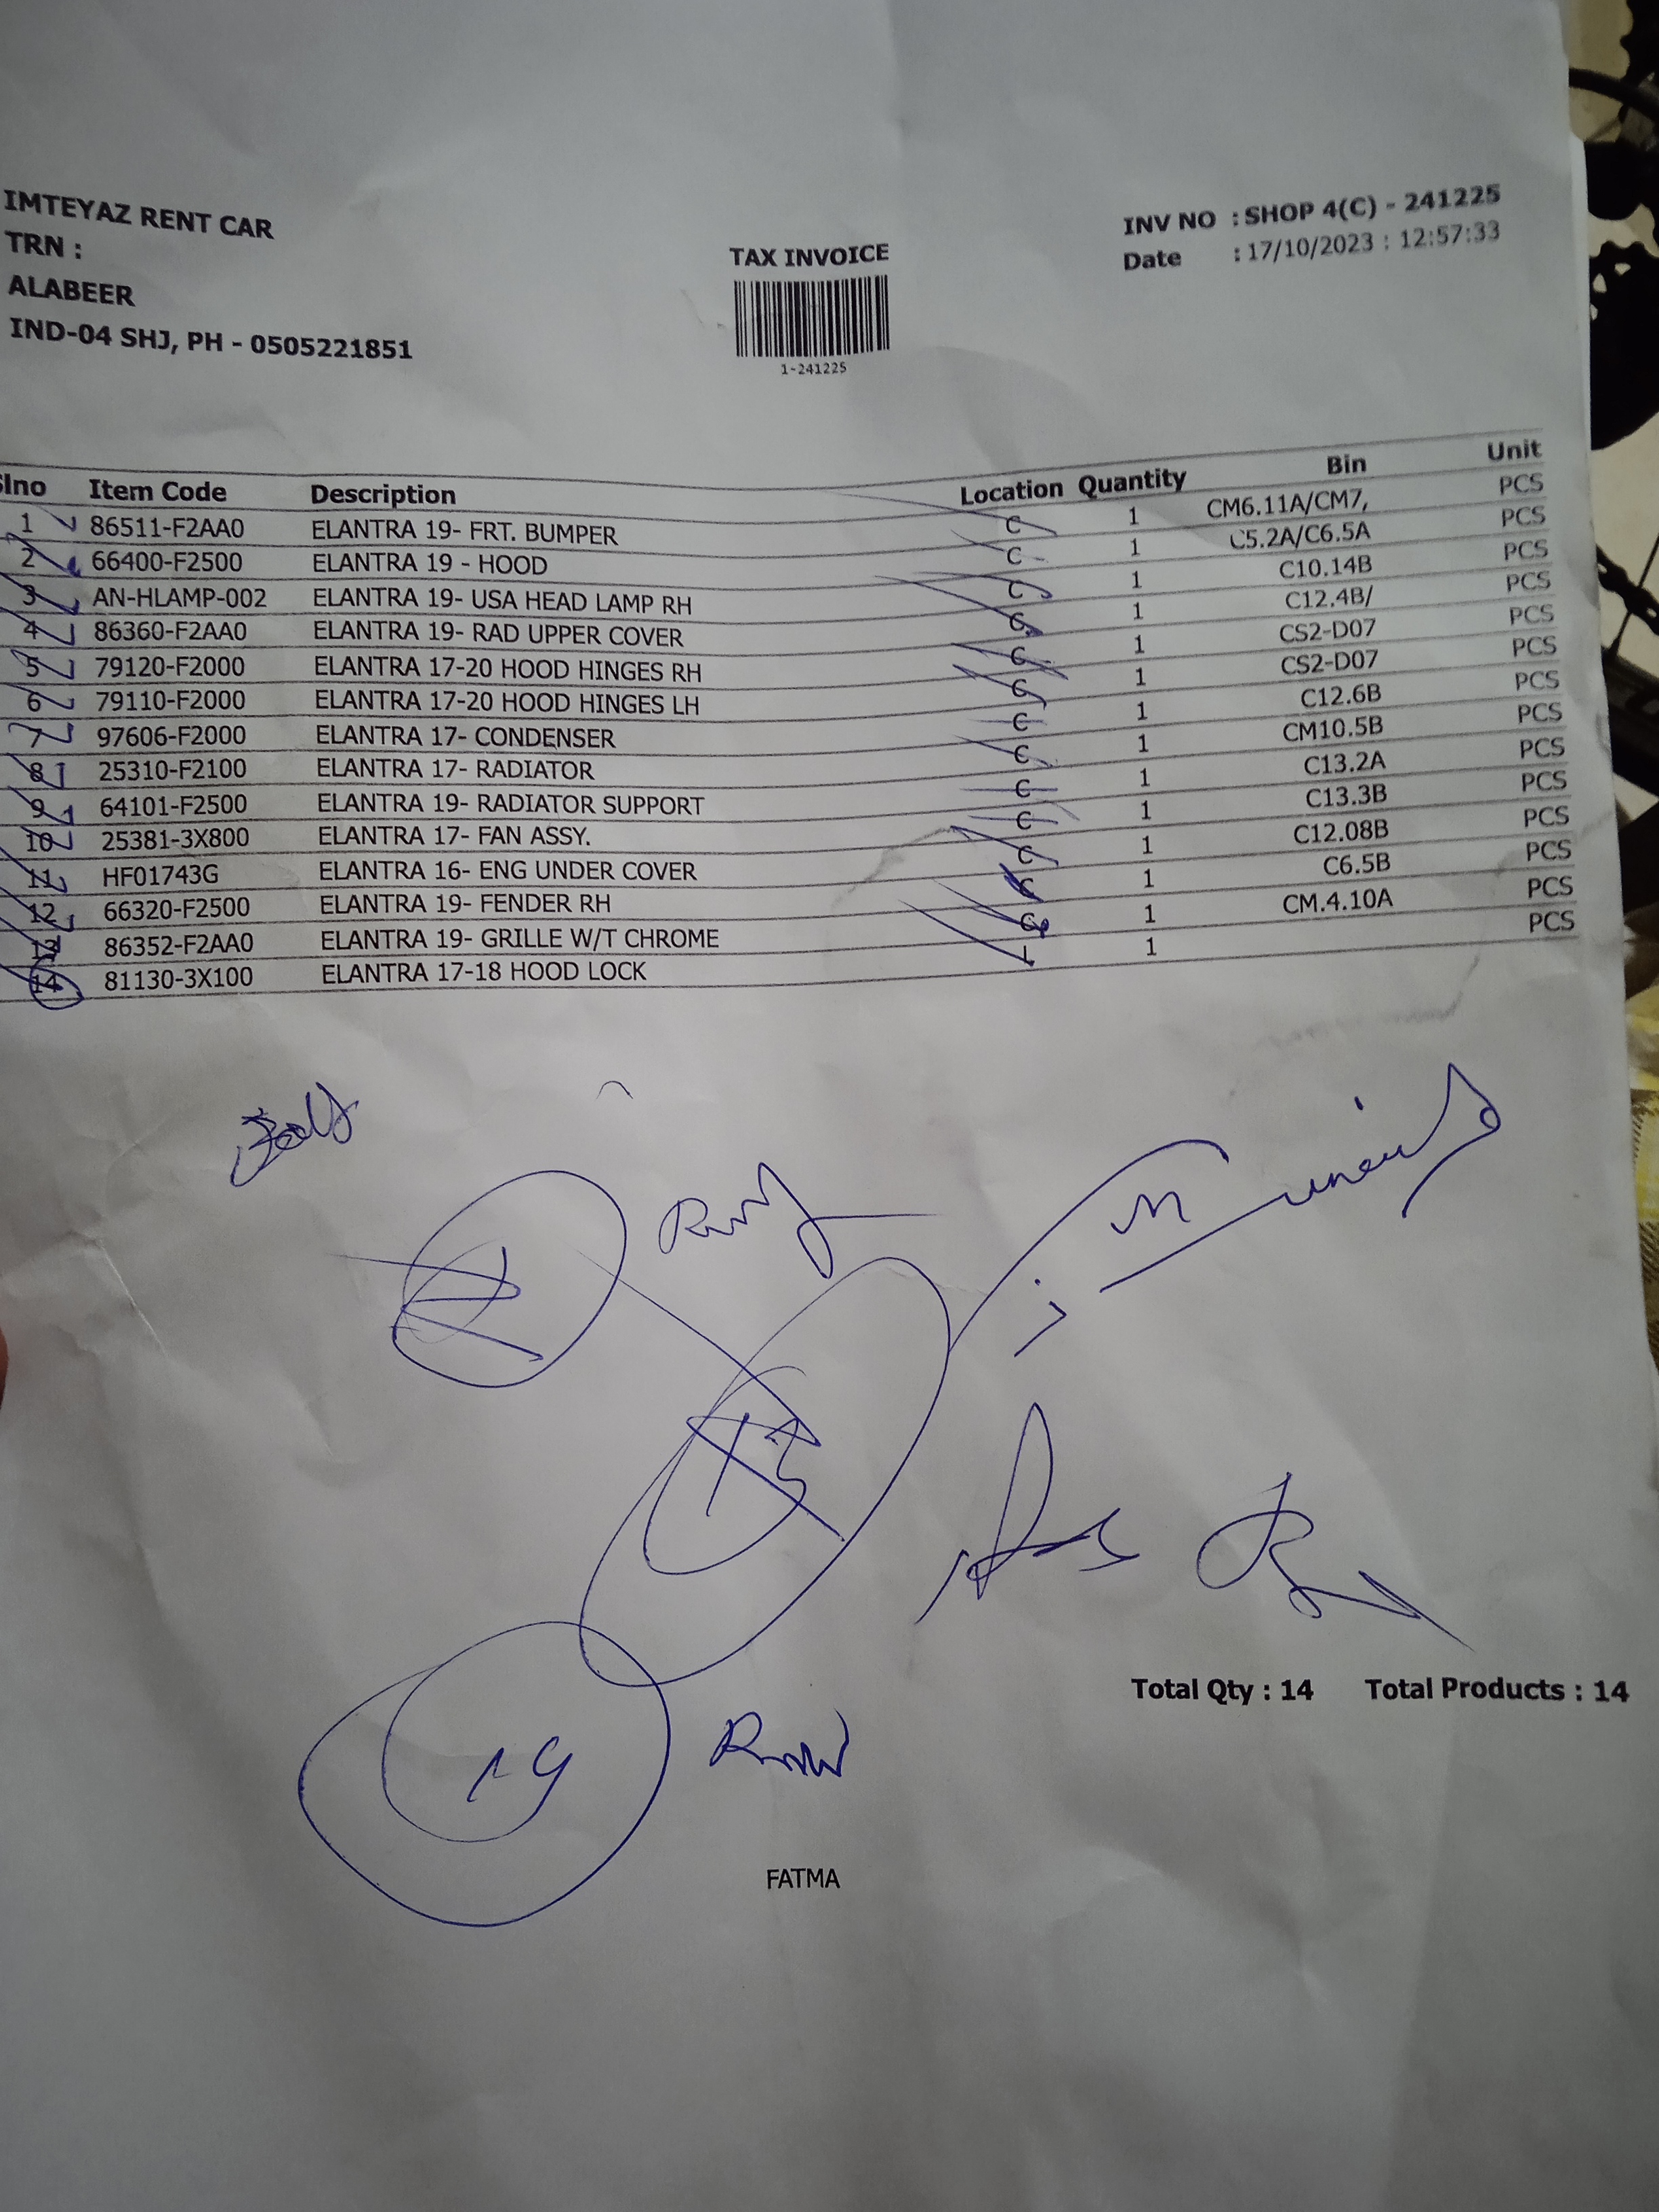 IMTEYAZ RENT CAR
TRN :
ALABEER
IND-04 SHJ, PH - 0505221851
TAX INVOICE
1-241225
INV NO : SHOP 4(C) - 241225
Date : 17/10/2023 : 12:57:33
Slno Item Code Description Location Quantity Bin Unit
1 86511-F2AA0 ELANTRA 19- FRT. BUMPER C 1 CM6.11A/CM7, PCS
2 66400-F2500 ELANTRA 19 - HOOD C 1 C5.2A/C6.5A PCS
3 AN-HLAMP-002 ELANTRA 19- USA HEAD LAMP RH C 1 C10.14B PCS
4 86360-F2AA0 ELANTRA 19- RAD UPPER COVER C 1 C12.4B/ PCS
5 79120-F2000 ELANTRA 17-20 HOOD HINGES RH C 1 CS2-D07 PCS
6 79110-F2000 ELANTRA 17-20 HOOD HINGES LH C 1 CS2-D07 PCS
7 97606-F2000 ELANTRA 17- CONDENSER C 1 C12.6B PCS
8 25310-F2100 ELANTRA 17- RADIATOR C 1 CM10.5B PCS
9 64101-F2500 ELANTRA 19- RADIATOR SUPPORT C 1 C13.2A PCS
10 25381-3X800 ELANTRA 17- FAN ASSY. C 1 C13.3B PCS
11 HF01743G ELANTRA 16- ENG UNDER COVER C 1 C12.08B PCS
12 66320-F2500 ELANTRA 19- FENDER RH C 1 C6.5B PCS
13 86352-F2AA0 ELANTRA 19- GRILLE W/T CHROME C 1 CM.4.10A PCS
14 81130-3X100 ELANTRA 17-18 HOOD LOCK 1 PCS
13
Total Qty : 14 Total Products : 14
FATMA